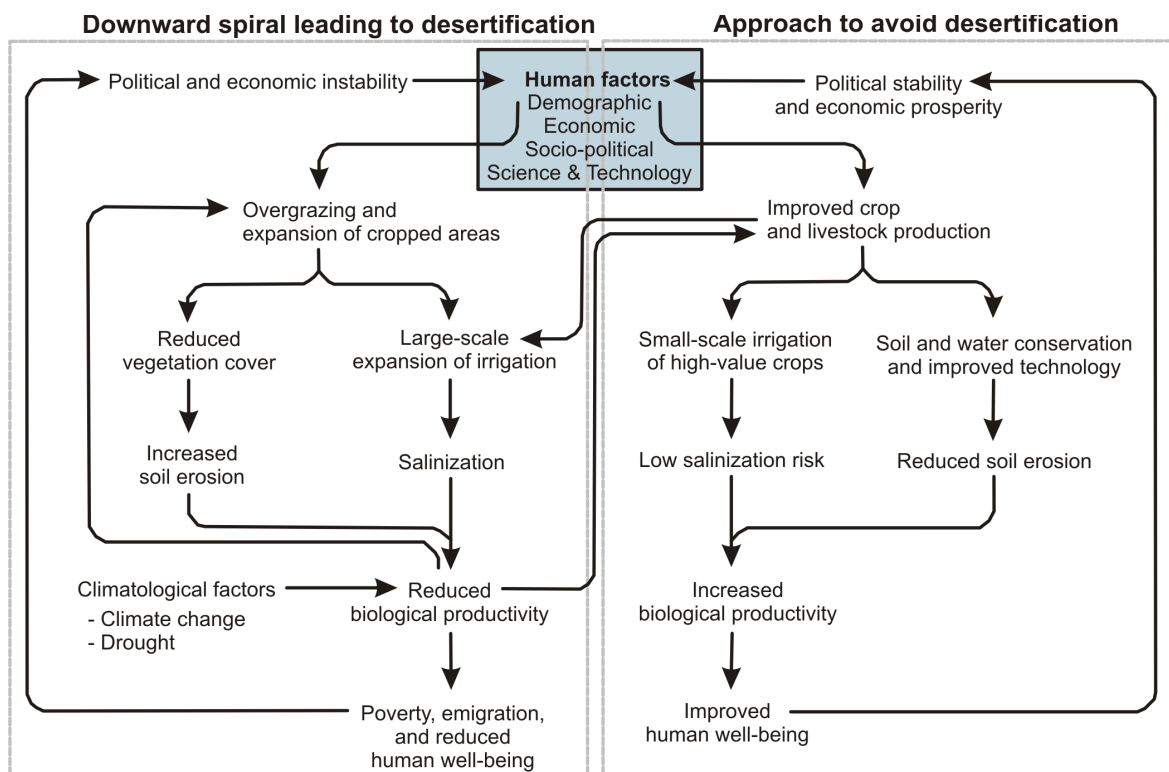 Downward spiral leading to desertification
Approach to avoid desertification
Political and economic instability
Human factors
Demographic
Economic
Socio-political
Science & Technology
Political stability
and economic prosperity
Overgrazing and
expansion of cropped areas
Improved crop
and livestock production
Reduced
vegetation cover
Large-scale
expansion of irrigation
Small-scale irrigation
of high-value crops
Soil and water conservation
and improved technology
Increased
soil erosion
Salinization
Low salinization risk
Reduced soil erosion
Climatological factors
- Climate change
- Drought
Reduced
biological productivity
Increased
biological productivity
Poverty, emigration,
and reduced
human well-being
Improved
human well-being